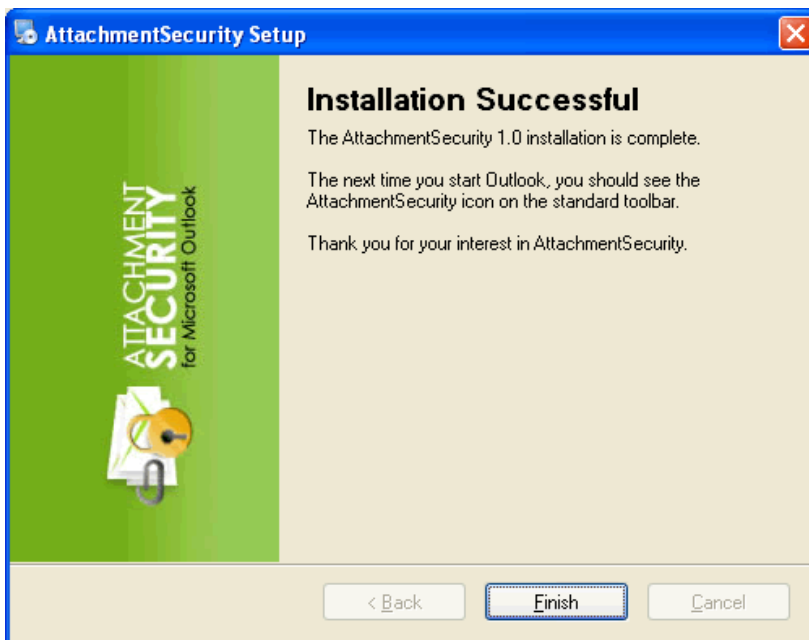 AttachmentSecurity Setup
Installation Successful
The AttachmentSecurity 1.0 installation is complete.
The next time you start Outlook, you should see the
AttachmentSecurity icon on the standard toolbar.
Thank you for your interest in AttachmentSecurity.
ATTACHMENT
SECURITY
for Microsoft Outlook
< Back
Finish
Cancel